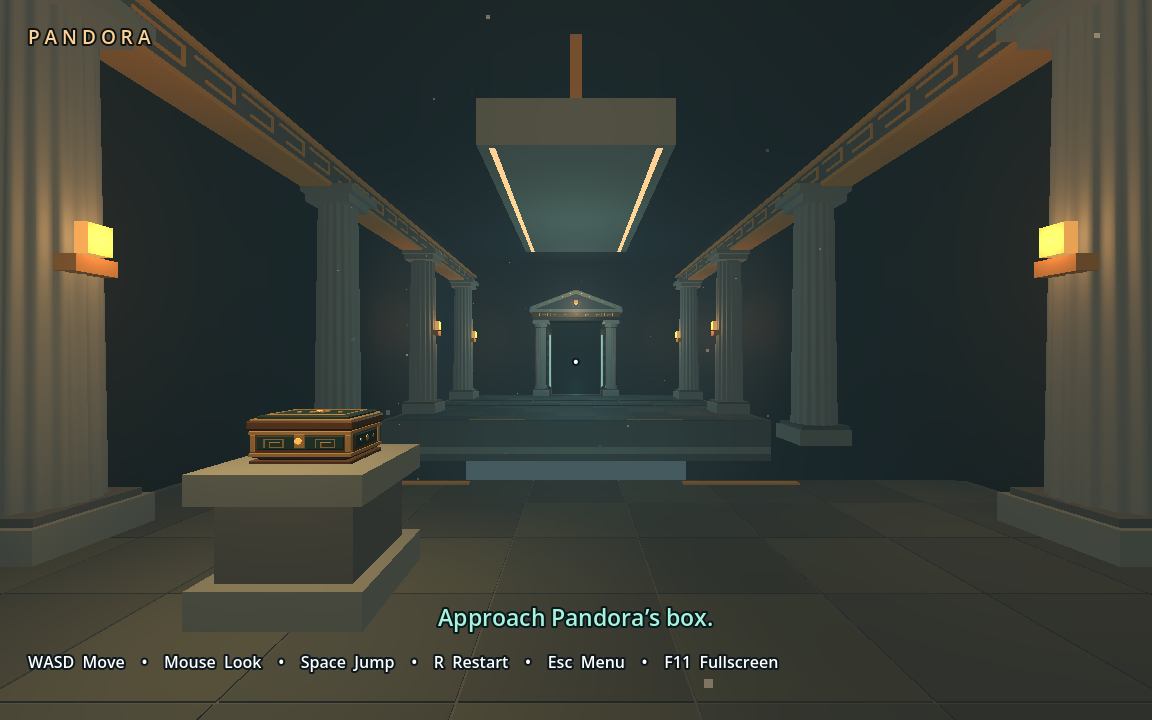 PANDORA
Approach Pandora’s box.
WASD Move • Mouse Look • Space Jump • R Restart • Esc Menu • F11 Fullscreen